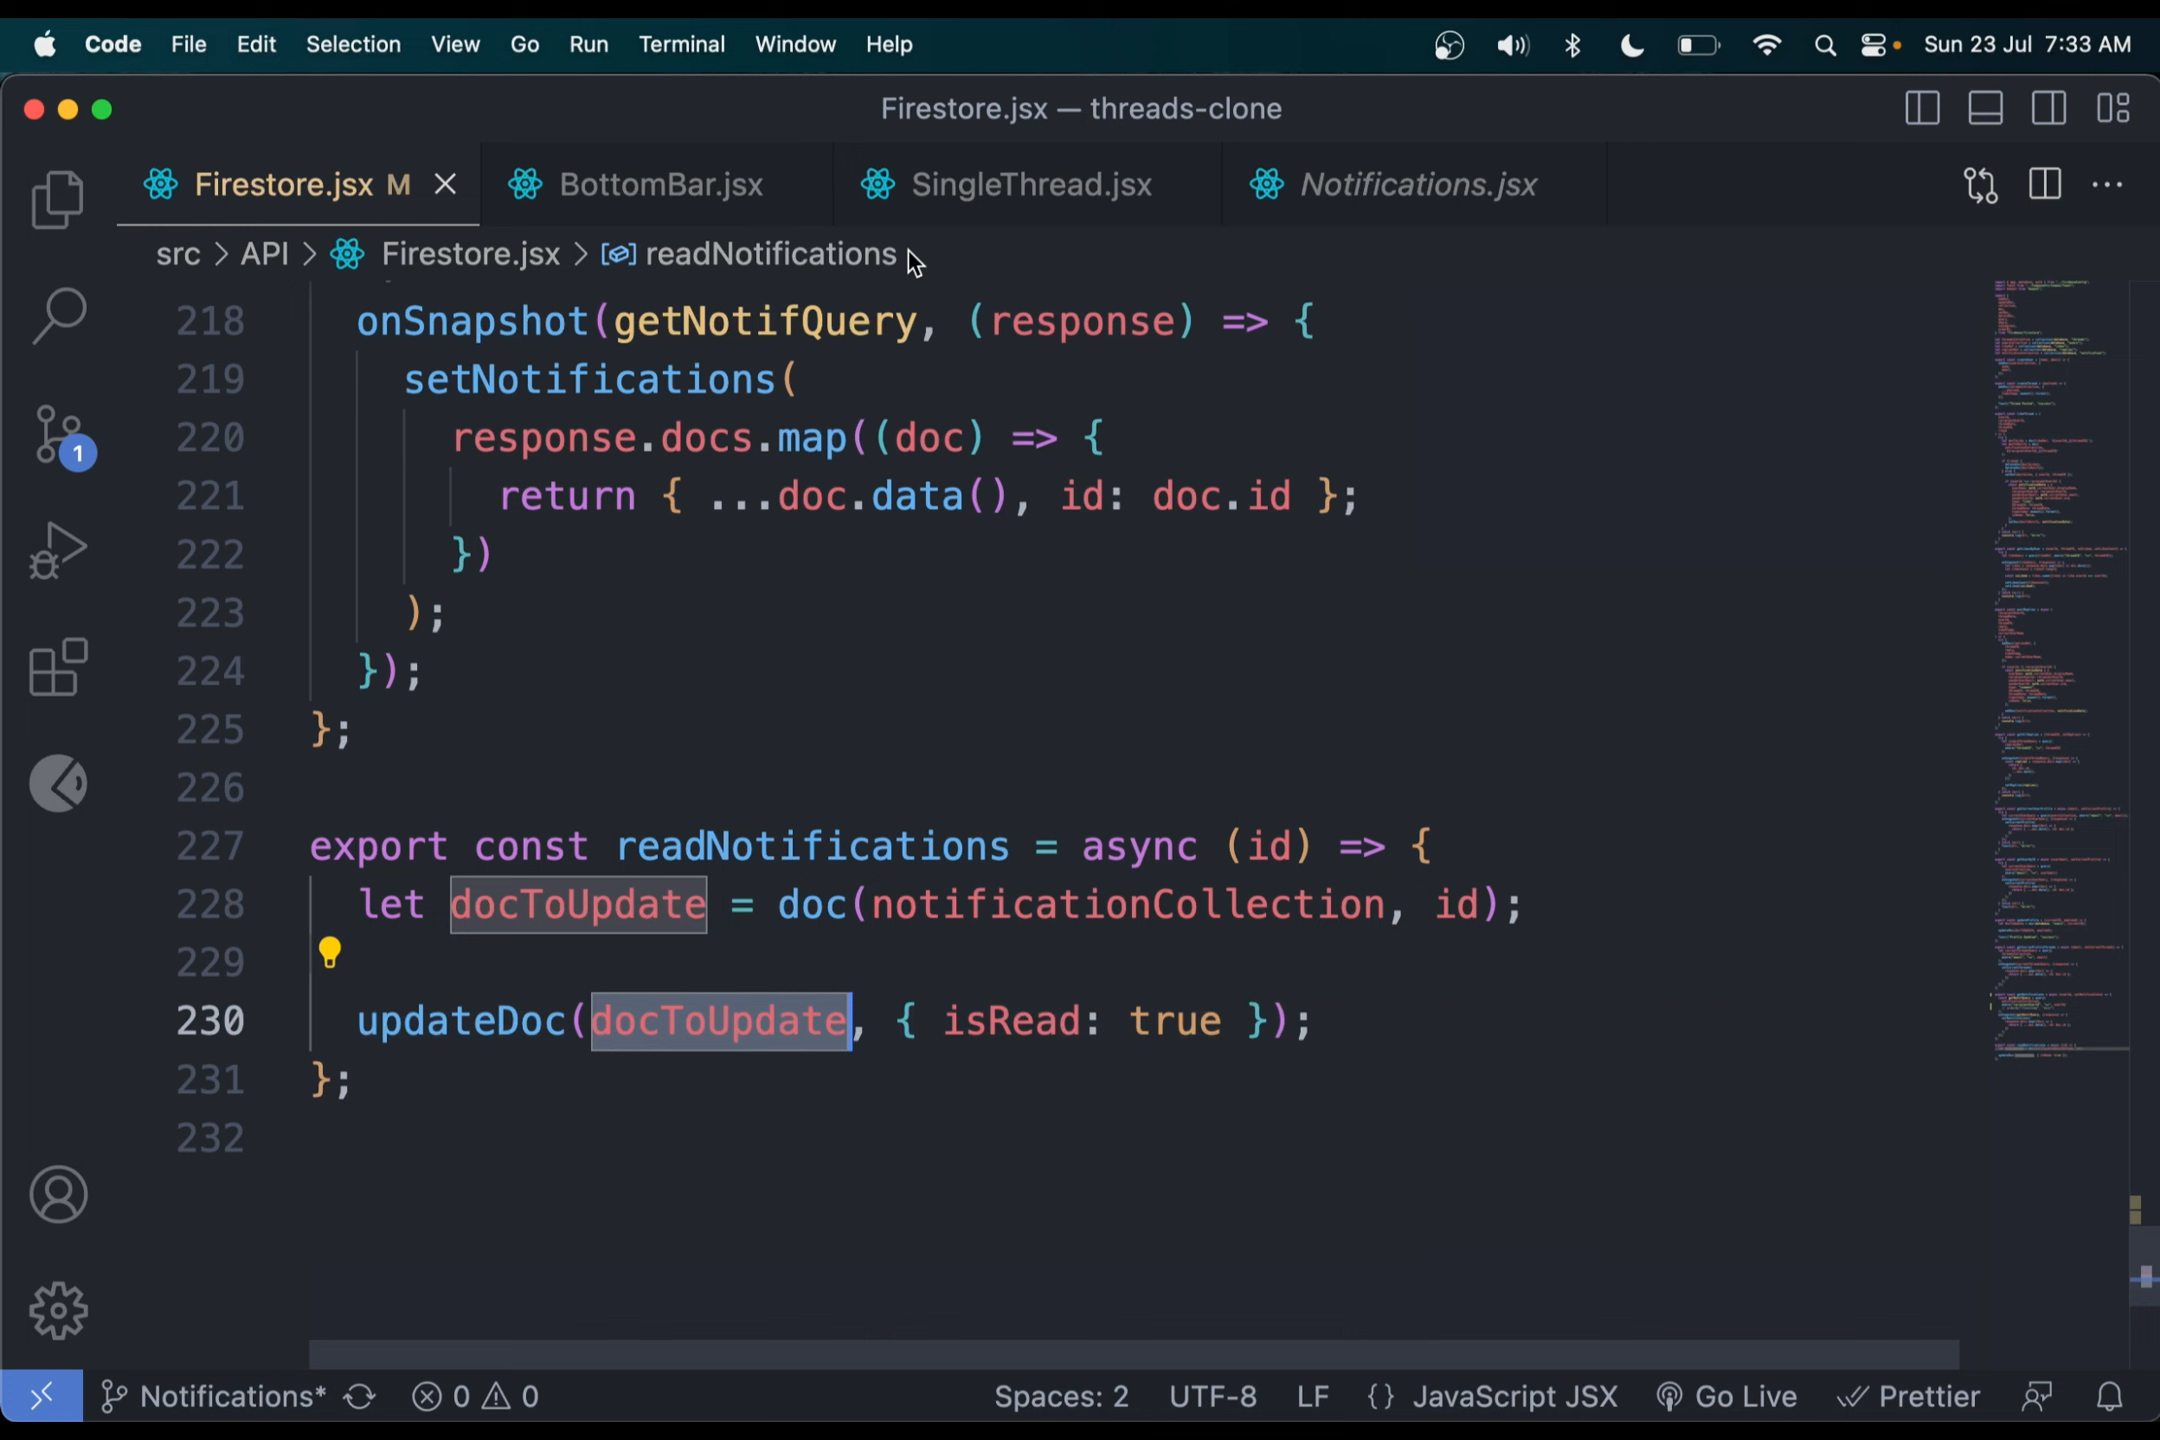 Code File Edit Selection View Go Run Terminal Window Help Sun 23 Jul 7:33 AM
Firestore.jsx — threads-clone
Firestore.jsx M BottomBar.jsx SingleThread.jsx Notifications.jsx
src > API > Firestore.jsx > readNotifications
218 onSnapshot(getNotifQuery, (response) => {
219 setNotifications(
220 response.docs.map((doc) => {
221 return { ...doc.data(), id: doc.id };
222 })
223 );
224 });
225 };
226
227 export const readNotifications = async (id) => {
228 let docToUpdate = doc(notificationCollection, id);
229
230 updateDoc(docToUpdate, { isRead: true });
231 };
232
1
Notifications* 0 0 Spaces: 2 UTF-8 LF {} JavaScript JSX Go Live Prettier